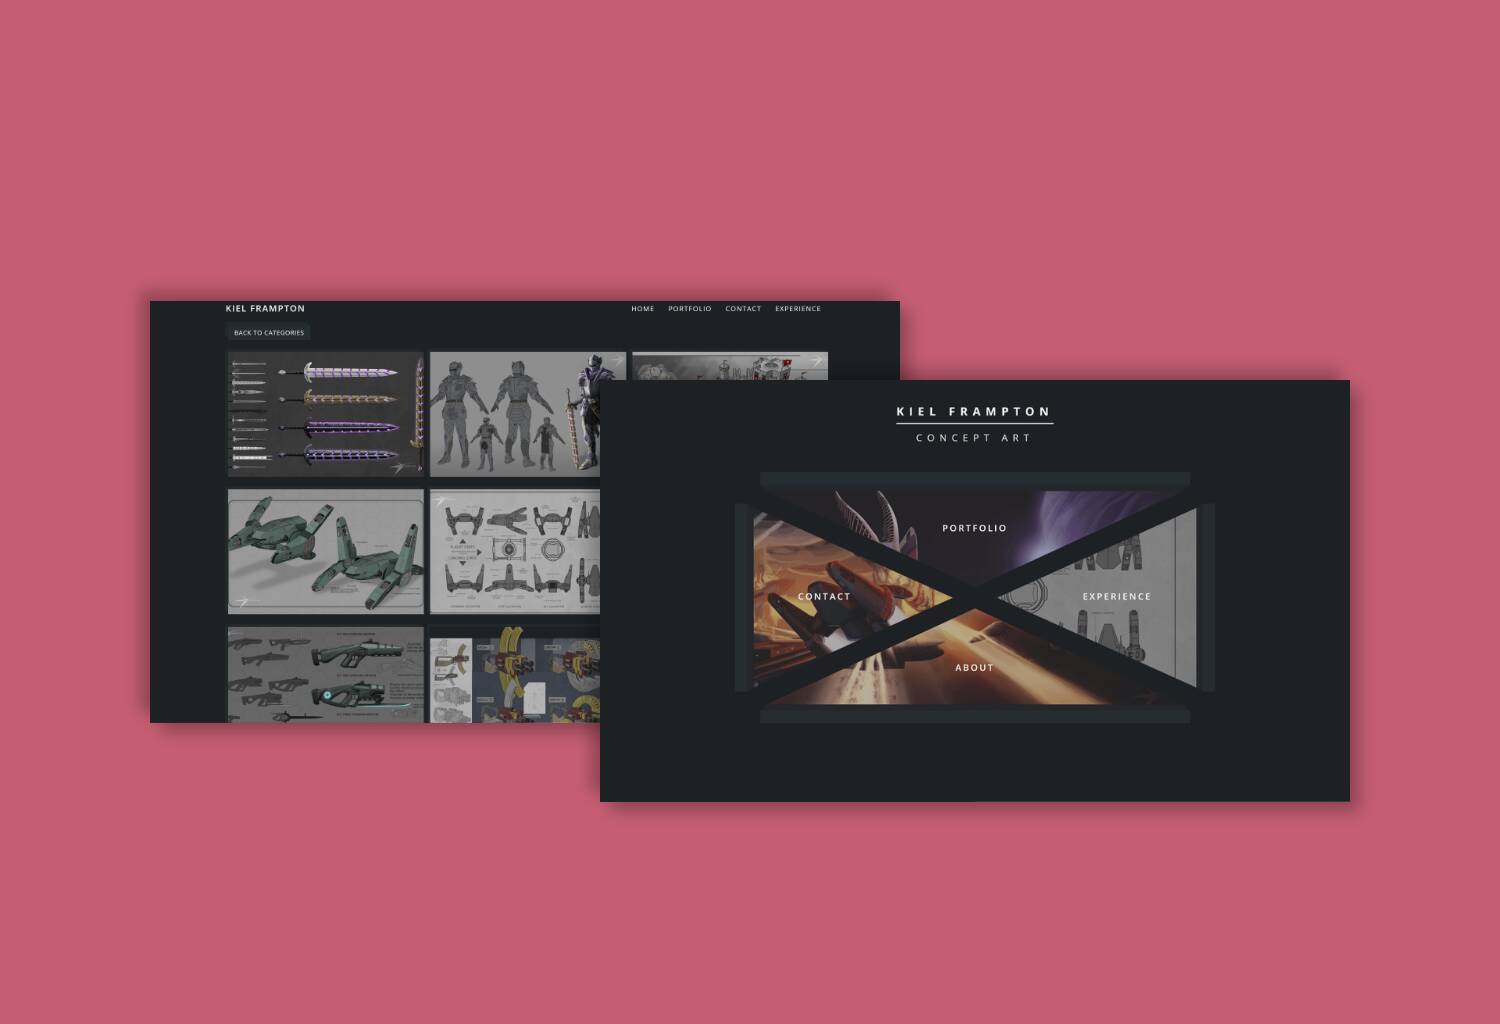 KIEL FRAMPTON
HOME PORTFOLIO CONTACT EXPERIENCE
BACK TO CATEGORIES
KIEL FRAMPTON
CONCEPT ART
PORTFOLIO
CONTACT
EXPERIENCE
ABOUT